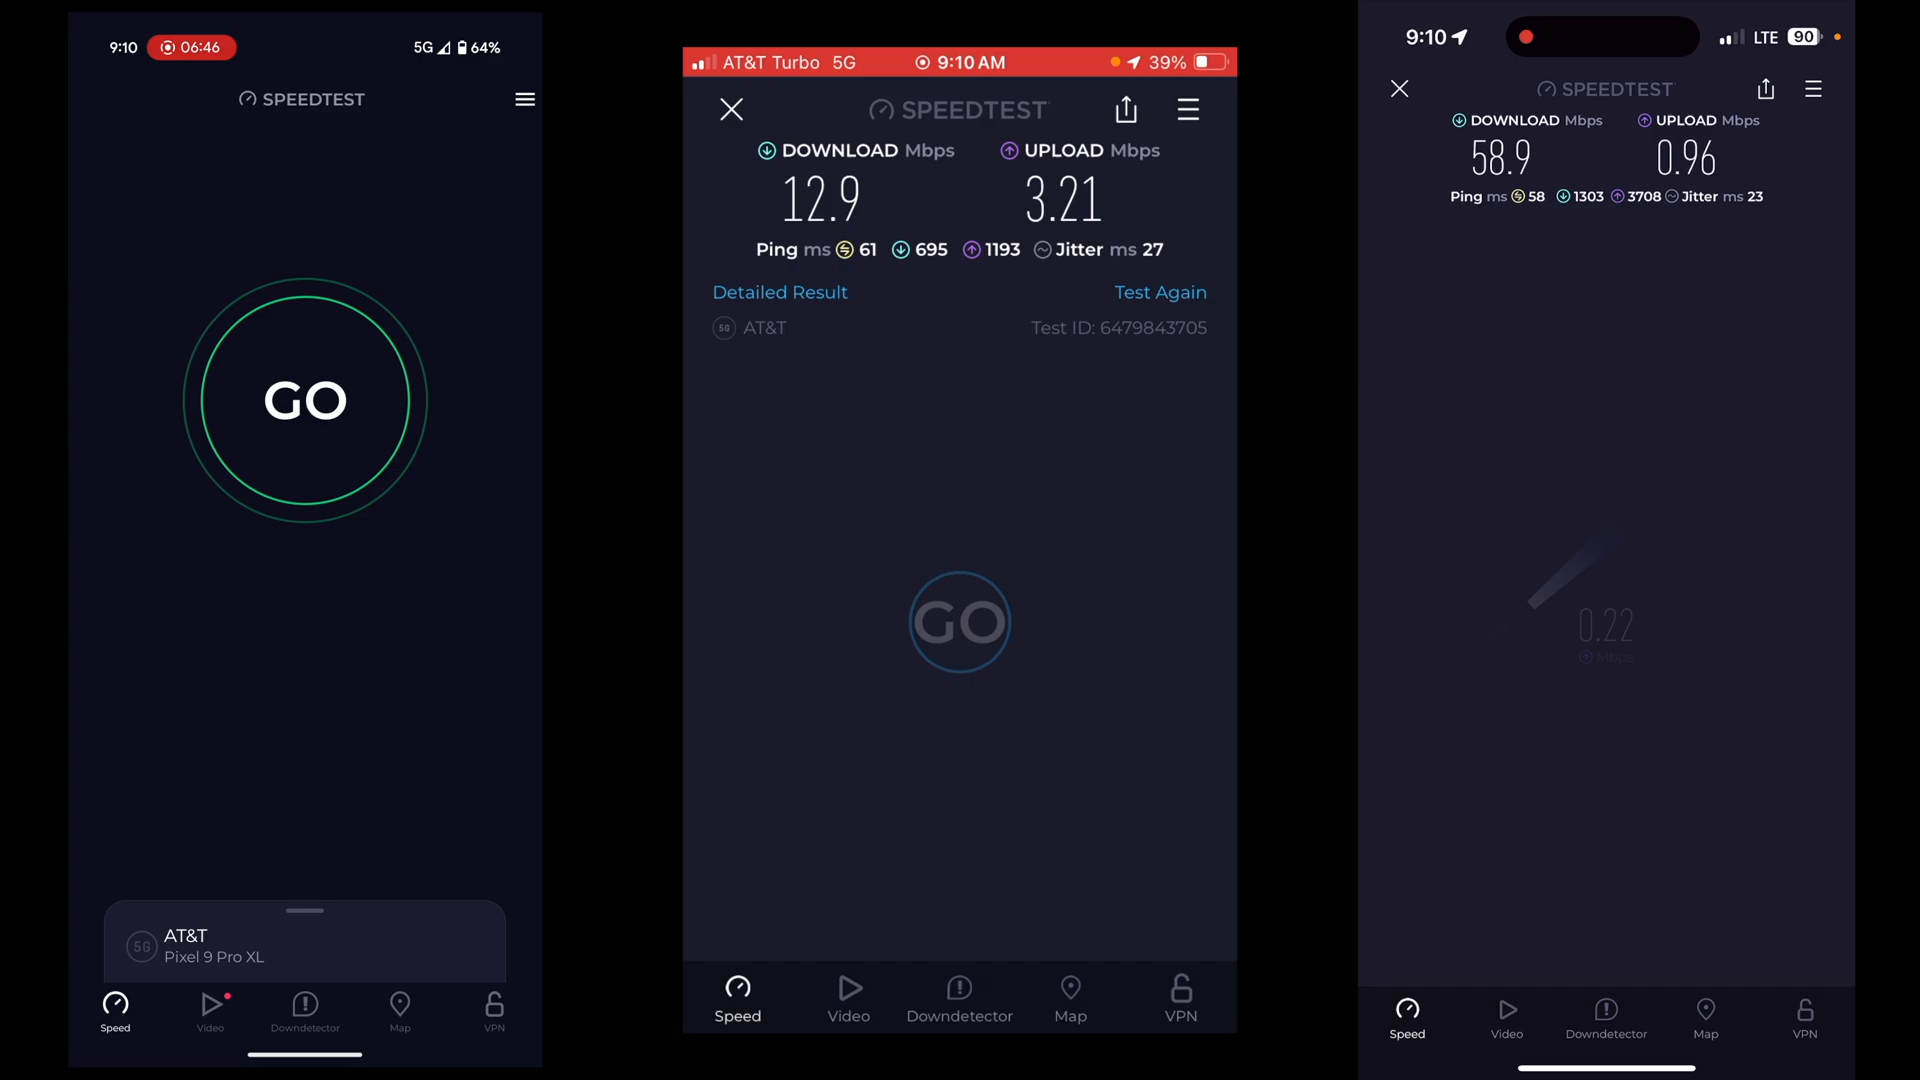 9:10 06:46 5G 64%
SPEEDTEST
GO
5G AT&T
Pixel 9 Pro XL
Speed Video Downdetector Map VPN
AT&T Turbo 5G 9:10 AM 39%
SPEEDTEST
DOWNLOAD Mbps UPLOAD Mbps
12.9 3.21
Ping ms 61 695 1193 Jitter ms 27
Detailed Result Test Again
5G AT&T Test ID: 6479843705
GO
Speed Video Downdetector Map VPN
9:10 LTE 90
SPEEDTEST
DOWNLOAD Mbps UPLOAD Mbps
58.9 0.96
Ping ms 58 1303 3708 Jitter ms 23
0.22
Mbps
Speed Video Downdetector Map VPN